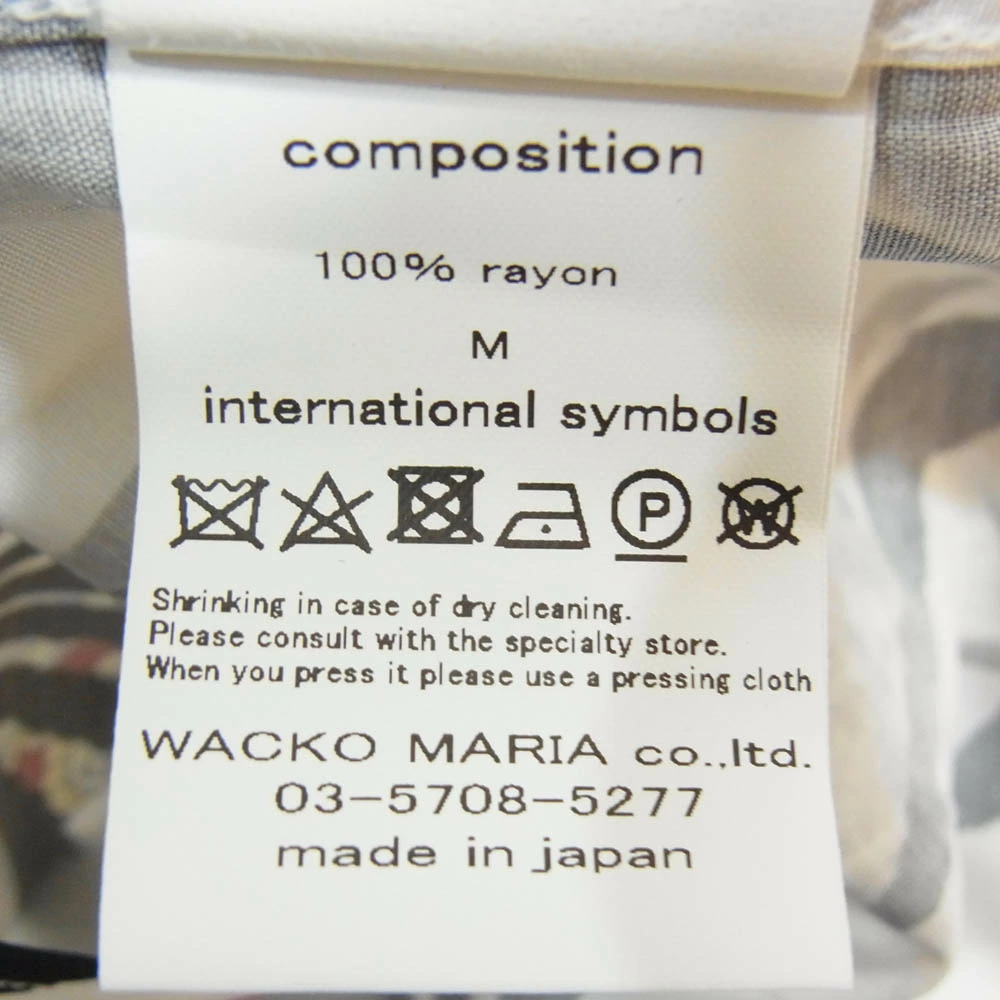 composition
100% rayon
M
international symbols
P W
Shrinking in case of dry cleaning.
Please consult with the specialty store.
When you press it please use a pressing cloth
WACKO MARIA co.,ltd.
03-5708-5277
made in japan